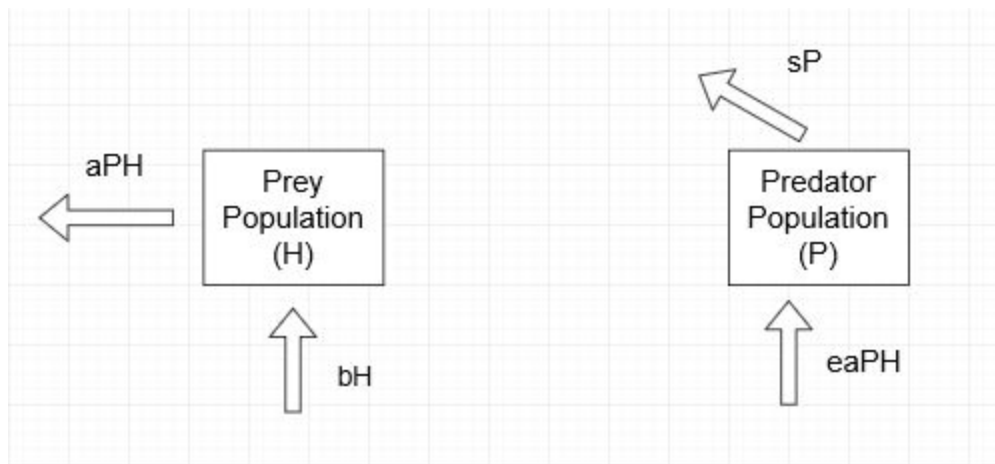 sP
aPH
Prey
Population
(H)
Predator
Population
(P)
bH
eaPH